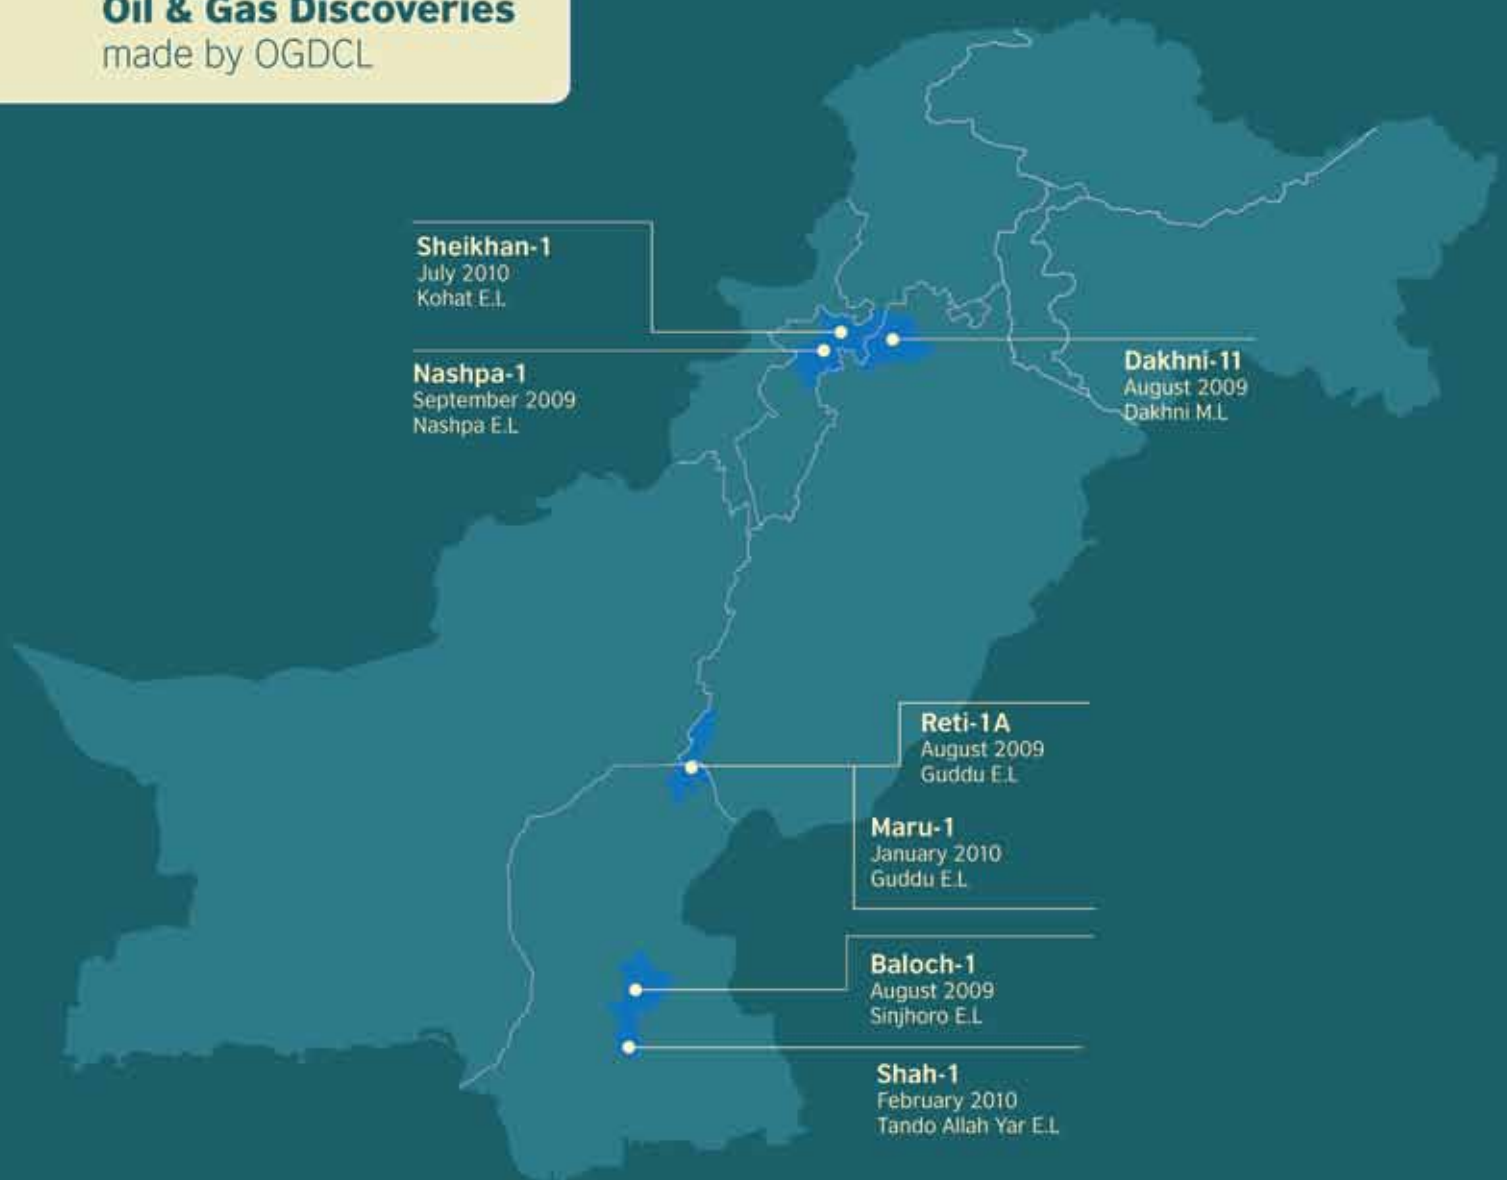 Oil & Gas Discoveries
made by OGDCL
Sheikhan-1
July 2010
Kohat E.L
Nashpa-1
September 2009
Nashpa E.L
Dakhni-11
August 2009
Dakhni M.L
Reti-1A
August 2009
Guddu E.L
Maru-1
January 2010
Guddu E.L
Baloch-1
August 2009
Sinjhoro E.L
Shah-1
February 2010
Tando Allah Yar E.L